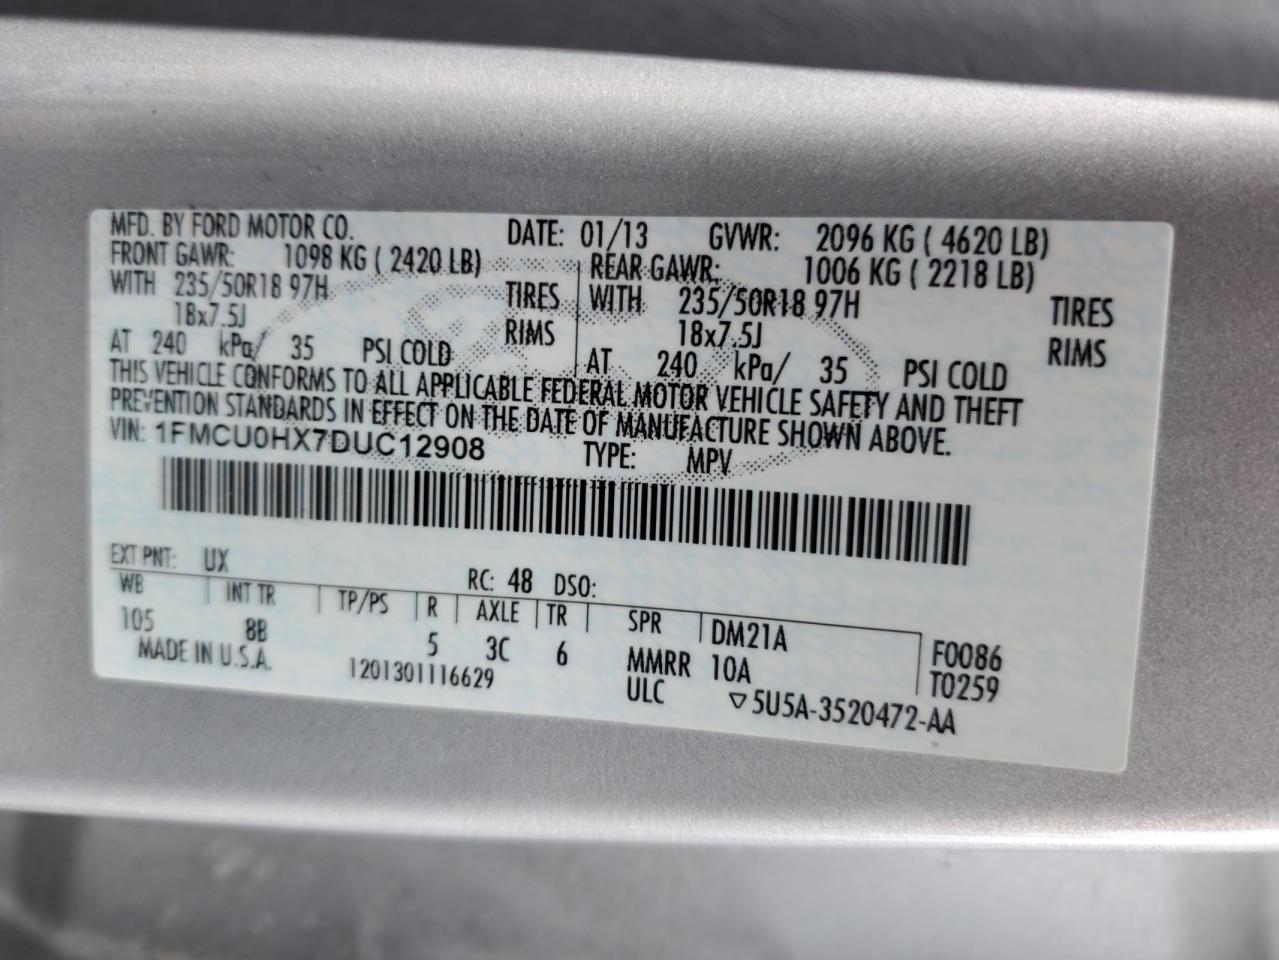 MFD. BY FORD MOTOR CO. DATE: 01/13 GVWR: 2096 KG ( 4620 LB)
FRONT GAWR: 1098 KG ( 2420 LB) REAR GAWR: 1006 KG ( 2218 LB)
WITH 235/50R18 97H TIRES WITH 235/50R18 97H TIRES
18x7.5J RIMS 18x7.5J RIMS
AT 240 kPa/ 35 PSI COLD AT 240 kPa/ 35 PSI COLD
THIS VEHICLE CONFORMS TO ALL APPLICABLE FEDERAL MOTOR VEHICLE SAFETY AND THEFT
PREVENTION STANDARDS IN EFFECT ON THE DATE OF MANUFACTURE SHOWN ABOVE.
VIN: 1FMCU0HX7DUC12908 TYPE: MPV
EXT PNT: UX RC: 48 DSO:
WB INT TR TP/PS R AXLE TR SPR DM21A F0086
105 8B 5 3C 6 MMRR 10A T0259
MADE IN U.S.A. 1201301116629 ULC ▽5U5A-3520472-AA